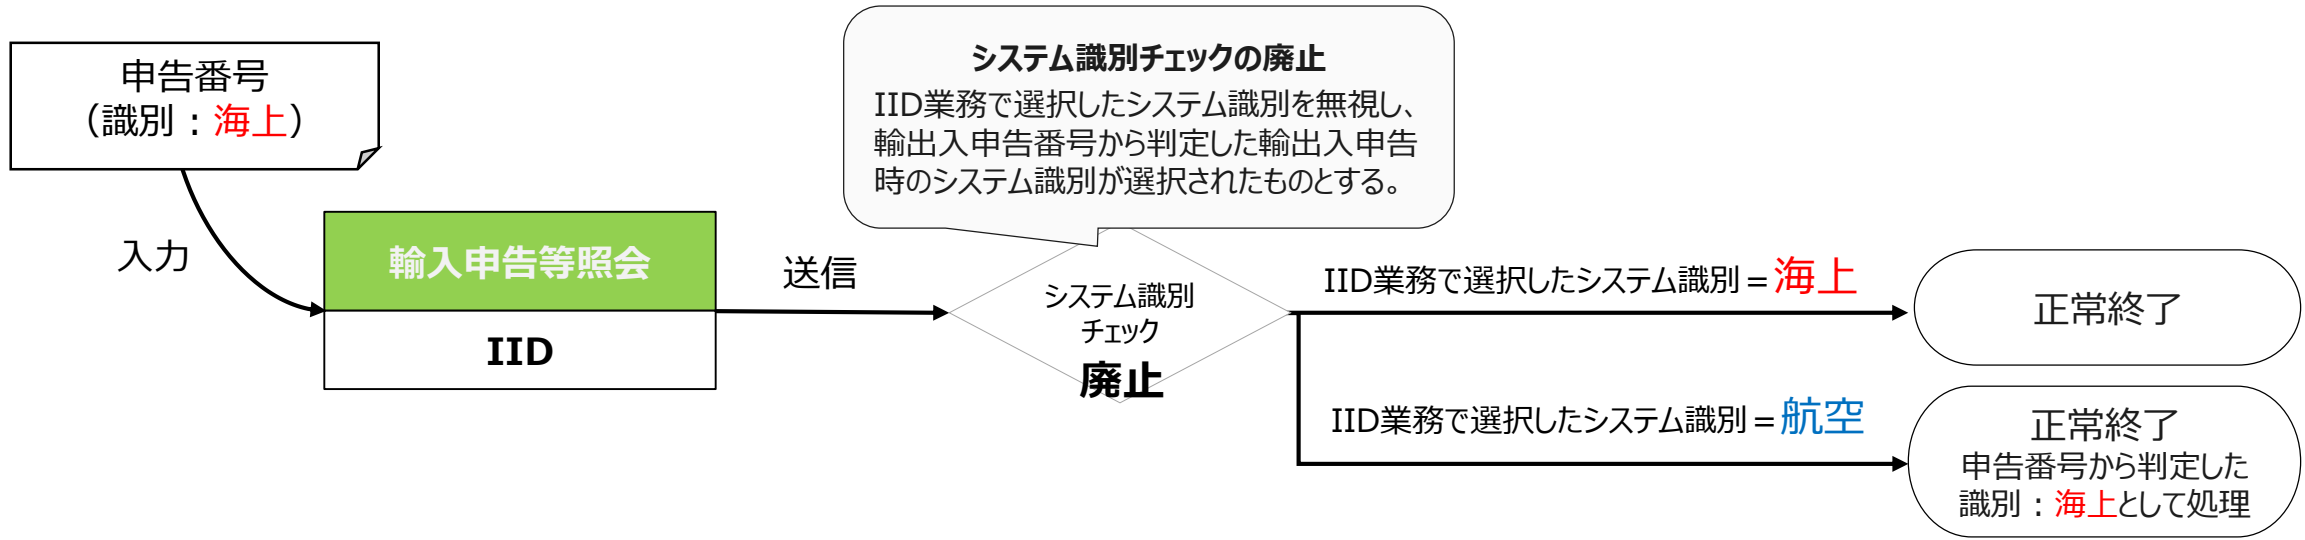 申告番号
（識別：海上）
入力
輸入申告等照会
IID
送信
システム識別チェックの廃止
IID業務で選択したシステム識別を無視し、
輸出入申告番号から判定した輸出入申告
時のシステム識別が選択されたものとする。
システム識別
チェック
廃止
IID業務で選択したシステム識別＝海上
正常終了
IID業務で選択したシステム識別＝航空
正常終了
申告番号から判定した
識別：海上として処理